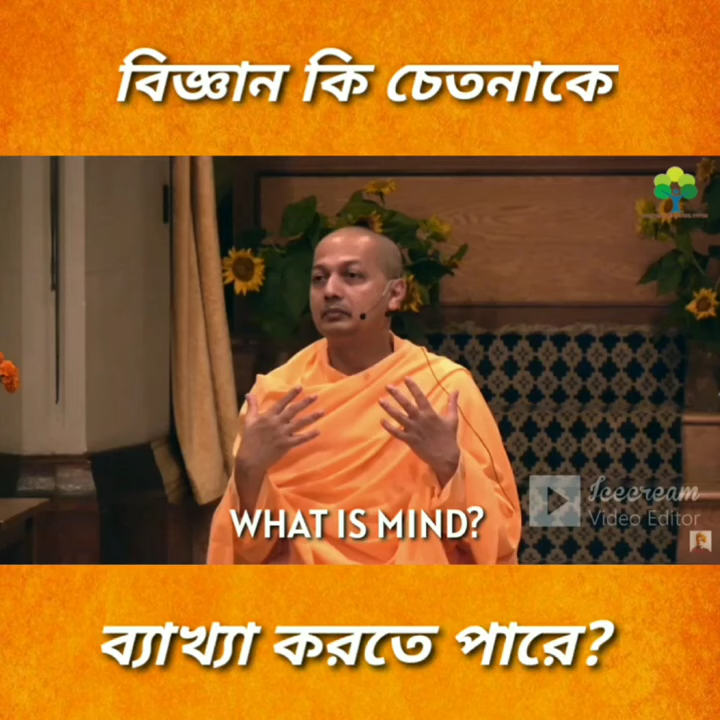 বিজ্ঞান কি চেতনাকে
WHAT IS MIND?
Icecream
Video Editor
ব্যাখ্যা করতে পারে?